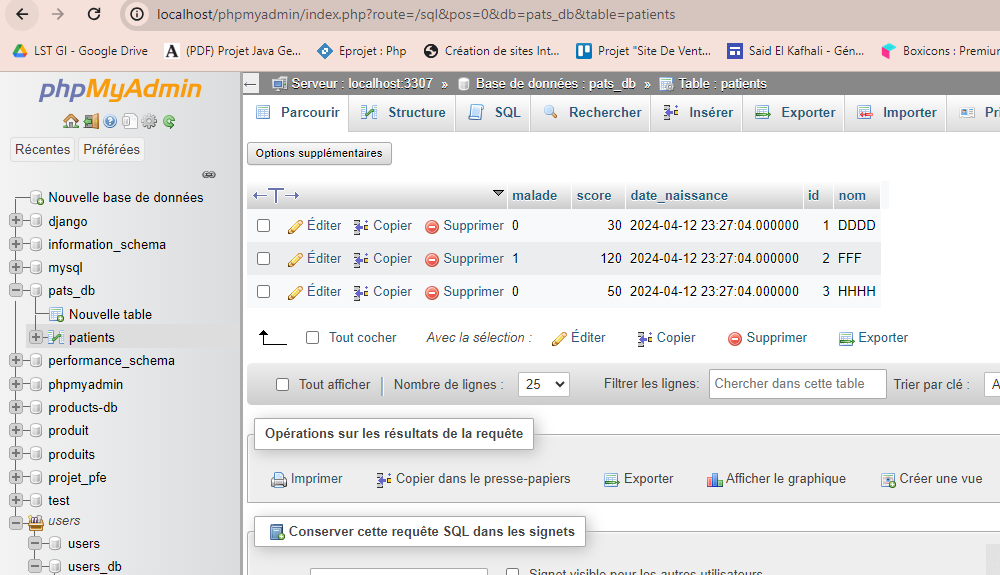 localhost/phpmyadmin/index.php?route=/sql&pos=0&db=pats_db&table=patients
LST GI - Google Drive
(PDF) Projet Java Ge...
Eprojet : Php
Création de sites Int...
Projet "Site De Vent...
Said El Kafhali - Gén...
Boxicons : Premium
phpMyAdmin
Récentes
Préférées
Nouvelle base de données
django
information_schema
mysql
pats_db
Nouvelle table
patients
performance_schema
phpmyadmin
products-db
produit
produits
projet_pfe
test
users
users
users_db
Serveur : localhost:3307 » Base de données : pats_db » Table : patients
Parcourir
Structure
SQL
Rechercher
Insérer
Exporter
Importer
Pri
Options supplémentaires
malade score date_naissance id nom
Éditer Copier Supprimer 0 30 2024-04-12 23:27:04.000000 1 DDDD
Éditer Copier Supprimer 1 120 2024-04-12 23:27:04.000000 2 FFF
Éditer Copier Supprimer 0 50 2024-04-12 23:27:04.000000 3 HHHH
Tout cocher Avec la sélection : Éditer Copier Supprimer Exporter
Tout afficher Nombre de lignes : 25 Filtrer les lignes: Chercher dans cette table Trier par clé : A
Opérations sur les résultats de la requête
Imprimer Copier dans le presse-papiers Exporter Afficher le graphique Créer une vue
Conserver cette requête SQL dans les signets
Signet visible pour les autres utilisateurs